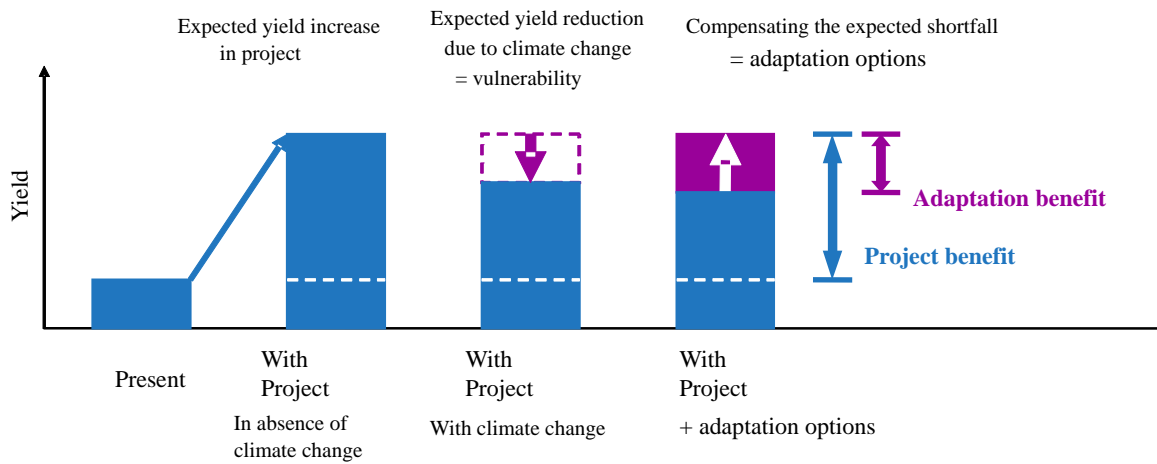 Expected yield increase
in project
Expected yield reduction
due to climate change
= vulnerability
Compensating the expected shortfall
= adaptation options
Yield
Adaptation benefit
Project benefit
Present
With
Project
In absence of
climate change
With
Project
With climate change
With
Project
+ adaptation options